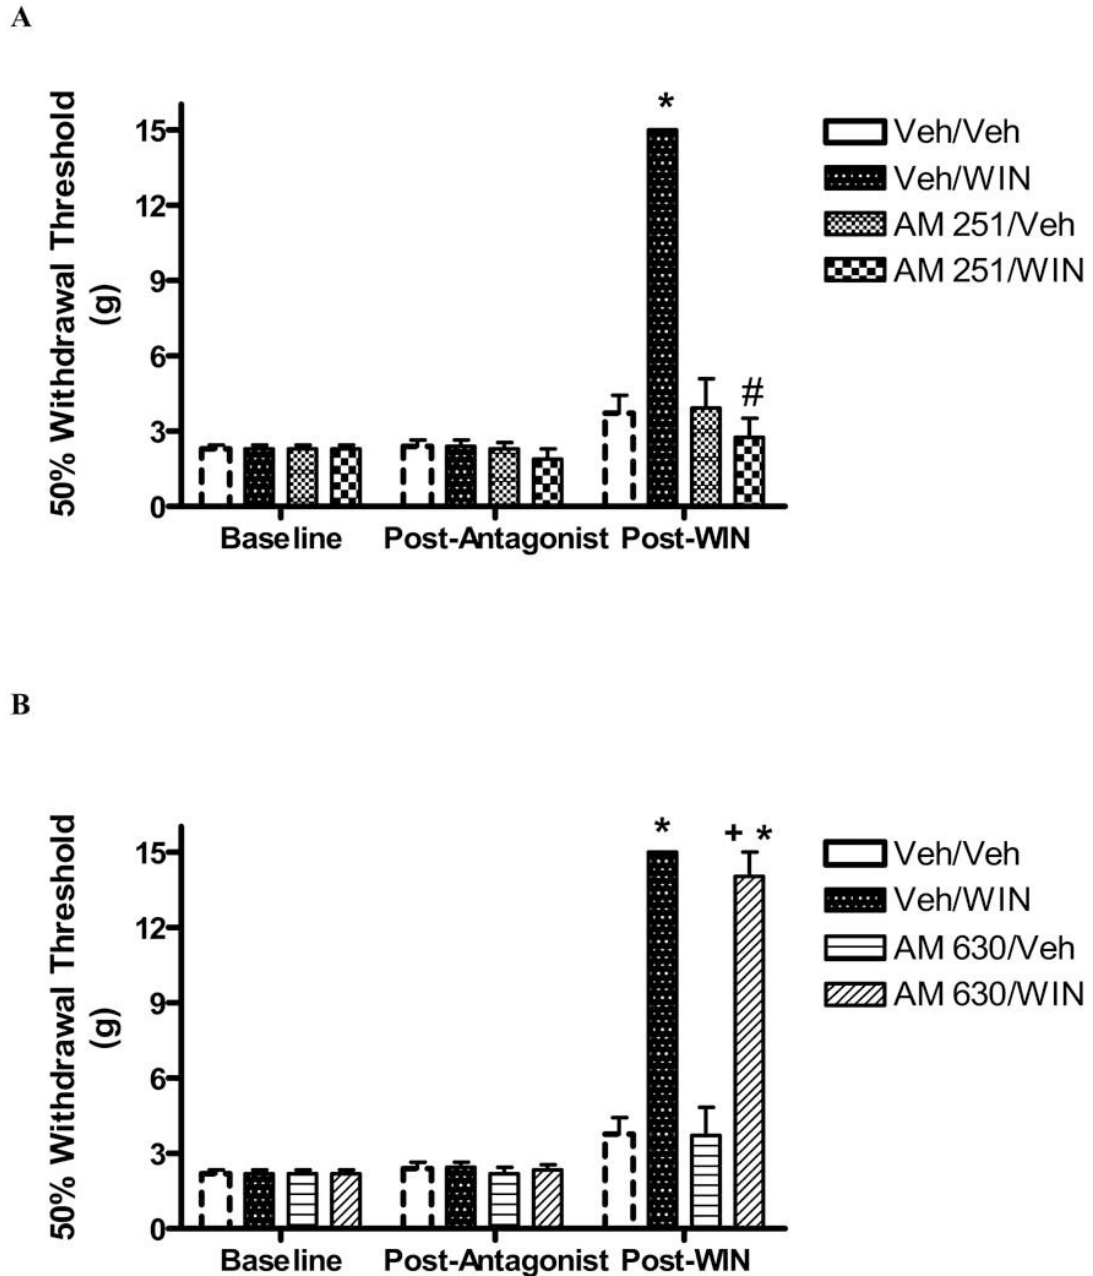 A
50% Withdrawal Threshold
(g)
15
12
9
6
3
0
*
#
Baseline Post-Antagonist Post-WIN
Veh/Veh
Veh/WIN
AM 251/Veh
AM 251/WIN
B
50% Withdrawal Threshold
(g)
15
12
9
6
3
0
*
+ *
Baseline Post-Antagonist Post-WIN
Veh/Veh
Veh/WIN
AM 630/Veh
AM 630/WIN